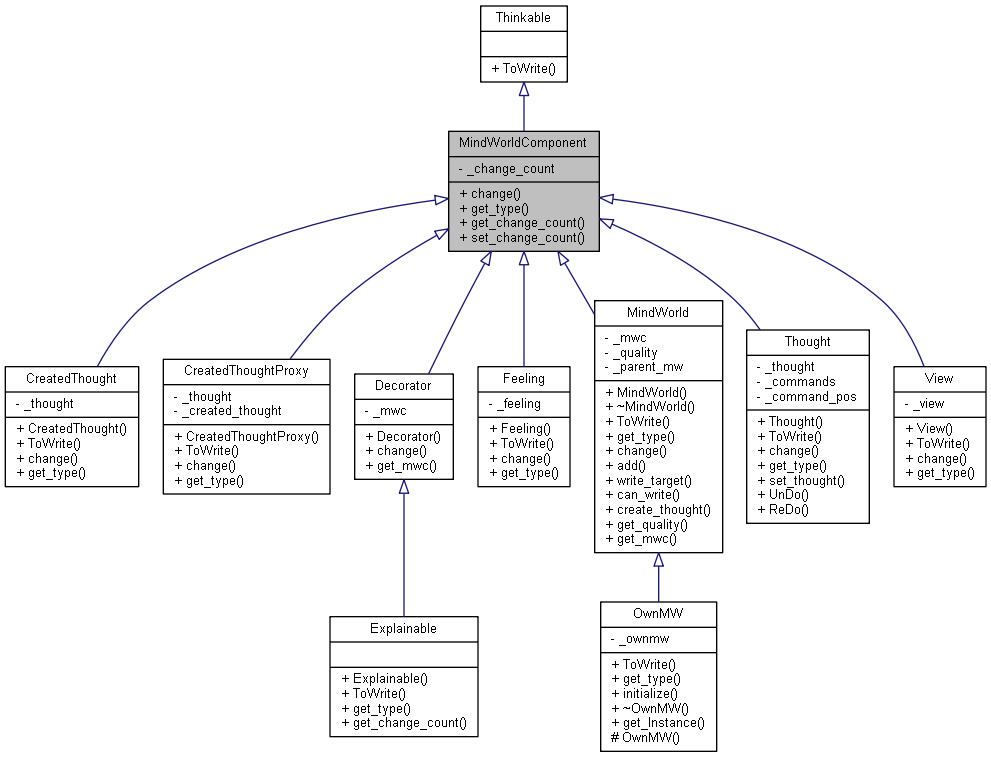 Thinkable
+ ToWrite()
MindWorldComponent
- _change_count
+ change()
+ get_type()
+ get_change_count()
+ set_change_count()
CreatedThought
- _thought
+ CreatedThought()
+ ToWrite()
+ change()
+ get_type()
CreatedThoughtProxy
- _thought
- _created_thought
+ CreatedThoughtProxy()
+ ToWrite()
+ change()
+ get_type()
Decorator
- _mwc
+ Decorator()
+ change()
+ get_mwc()
Feeling
- _feeling
+ Feeling()
+ ToWrite()
+ change()
+ get_type()
MindWorld
- _mwc
- _quality
- _parent_mw
+ MindWorld()
+ ~MindWorld()
+ ToWrite()
+ get_type()
+ change()
+ add()
+ write_target()
+ can_write()
+ create_thought()
+ get_quality()
+ get_mwc()
Thought
- _thought
- _commands
- _command_pos
+ Thought()
+ ToWrite()
+ change()
+ get_type()
+ set_thought()
+ UnDo()
+ ReDo()
View
- _view
+ View()
+ ToWrite()
+ change()
+ get_type()
Explainable
+ Explainable()
+ ToWrite()
+ get_type()
+ get_change_count()
OwnMW
- _ownmw
+ ToWrite()
+ get_type()
+ initialize()
+ ~OwnMW()
+ get_Instance()
# OwnMW()